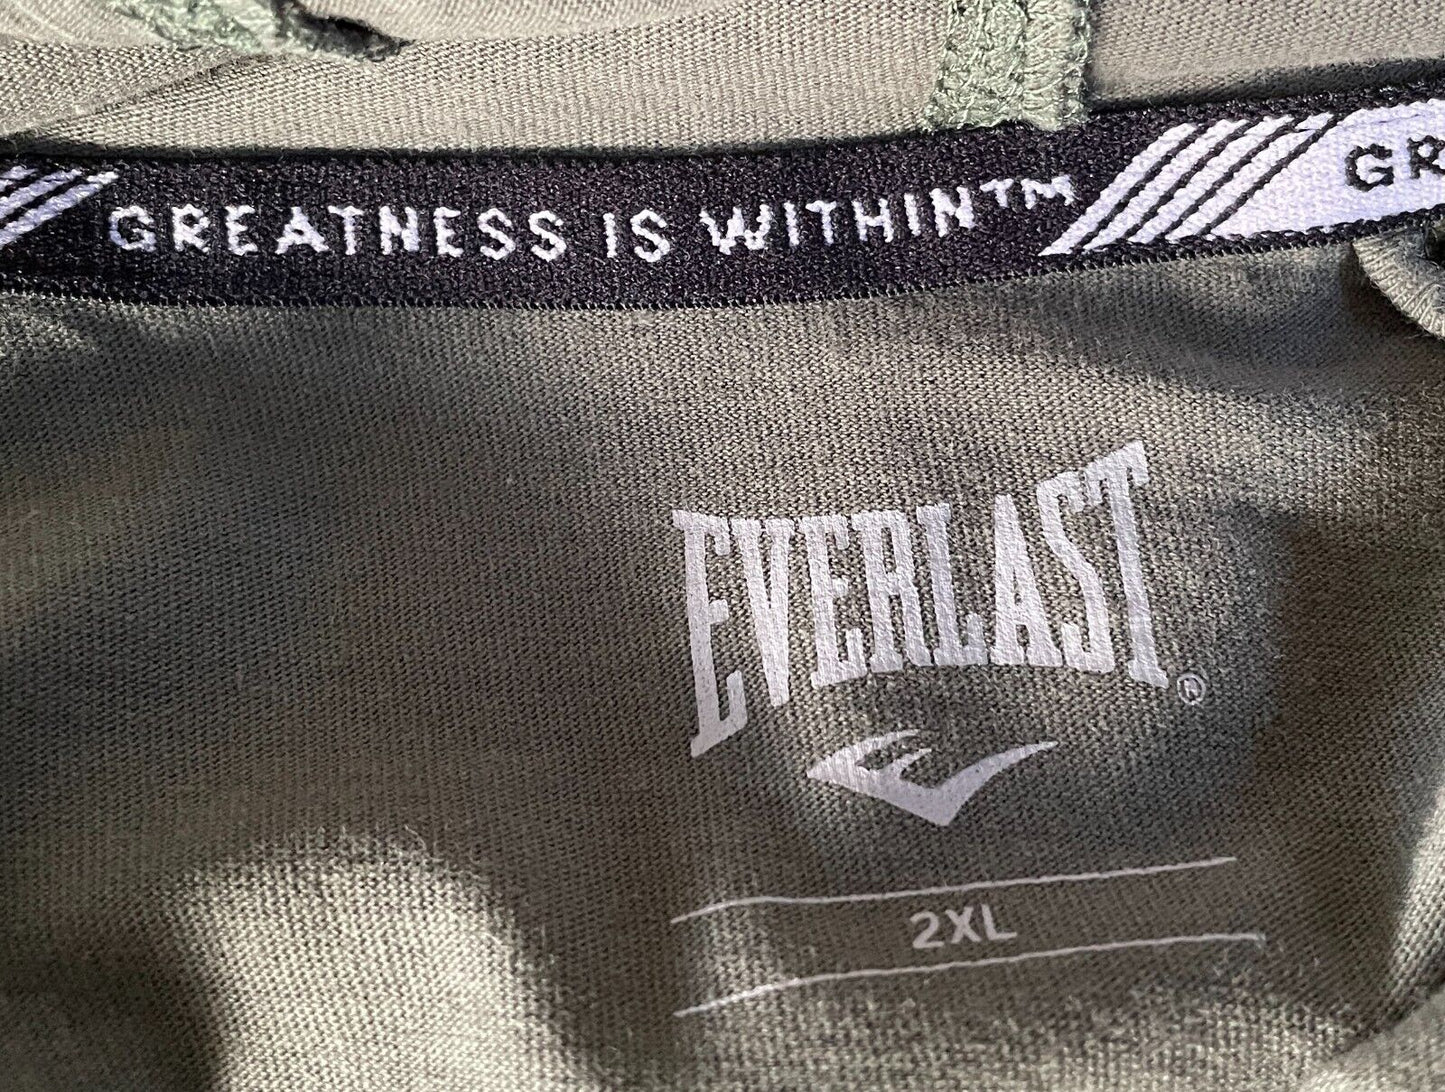 GREATNESS IS WITHIN™ GR
EVERLAST®
2XL